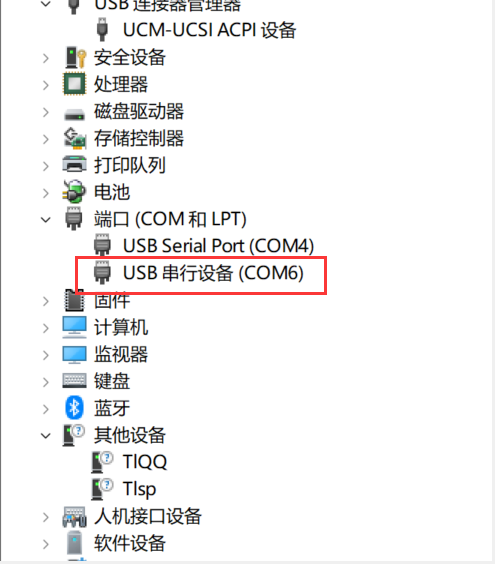 USB 连接器管理器
UCM-UCSI ACPI 设备
安全设备
处理器
磁盘驱动器
存储控制器
打印队列
电池
端口 (COM 和 LPT)
USB Serial Port (COM4)
USB 串行设备 (COM6)
固件
计算机
监视器
键盘
蓝牙
其他设备
TlQQ
Tlsp
人机接口设备
软件设备